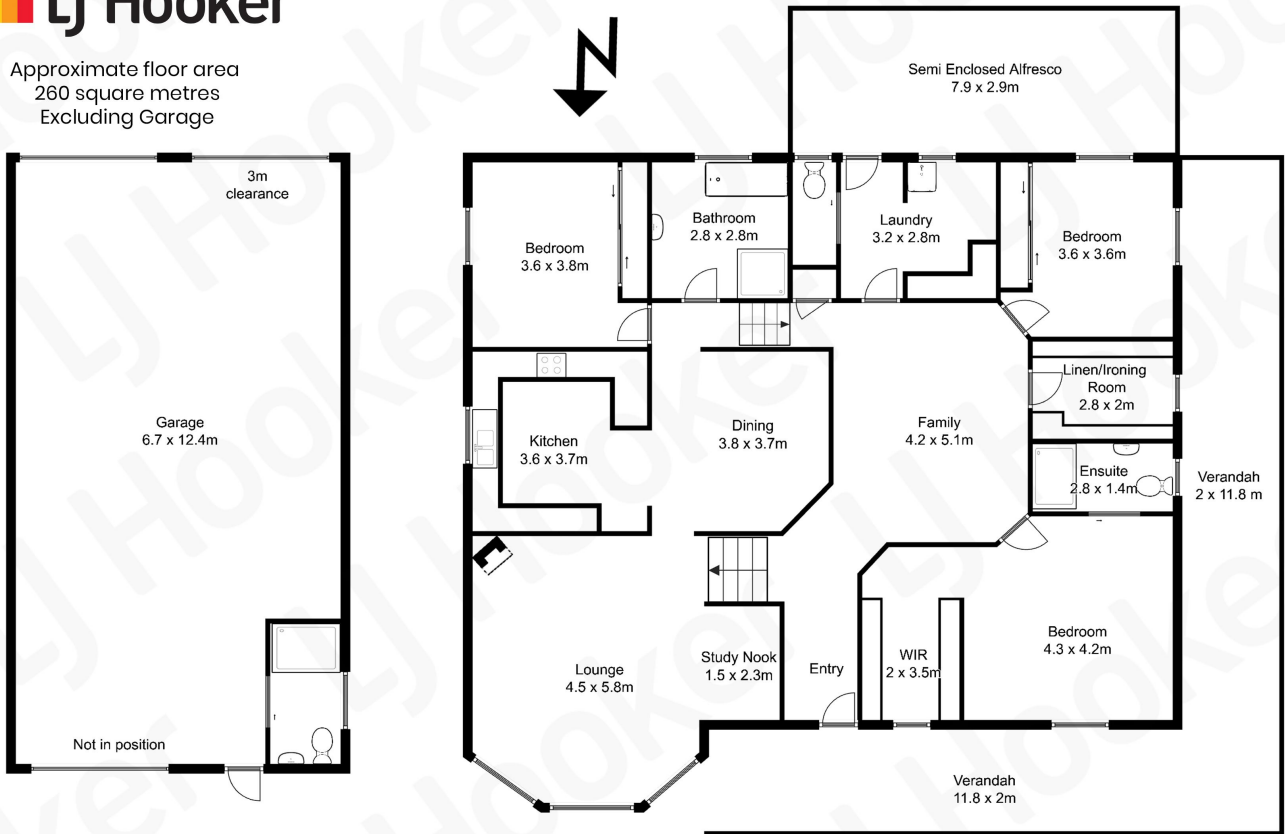 LJ Hooker
Approximate floor area
260 square metres
Excluding Garage
3m
clearance
Garage
6.7 x 12.4m
Not in position
N
Semi Enclosed Alfresco
7.9 x 2.9m
Bedroom
3.6 x 3.8m
Bathroom
2.8 x 2.8m
Laundry
3.2 x 2.8m
Bedroom
3.6 x 3.6m
Linen/Ironing
Room
2.8 x 2m
Kitchen
3.6 x 3.7m
Dining
3.8 x 3.7m
Family
4.2 x 5.1m
Ensuite
2.8 x 1.4m
Verandah
2 x 11.8 m
Lounge
4.5 x 5.8m
Study Nook
1.5 x 2.3m
Entry
WIR
2 x 3.5m
Bedroom
4.3 x 4.2m
Verandah
11.8 x 2m